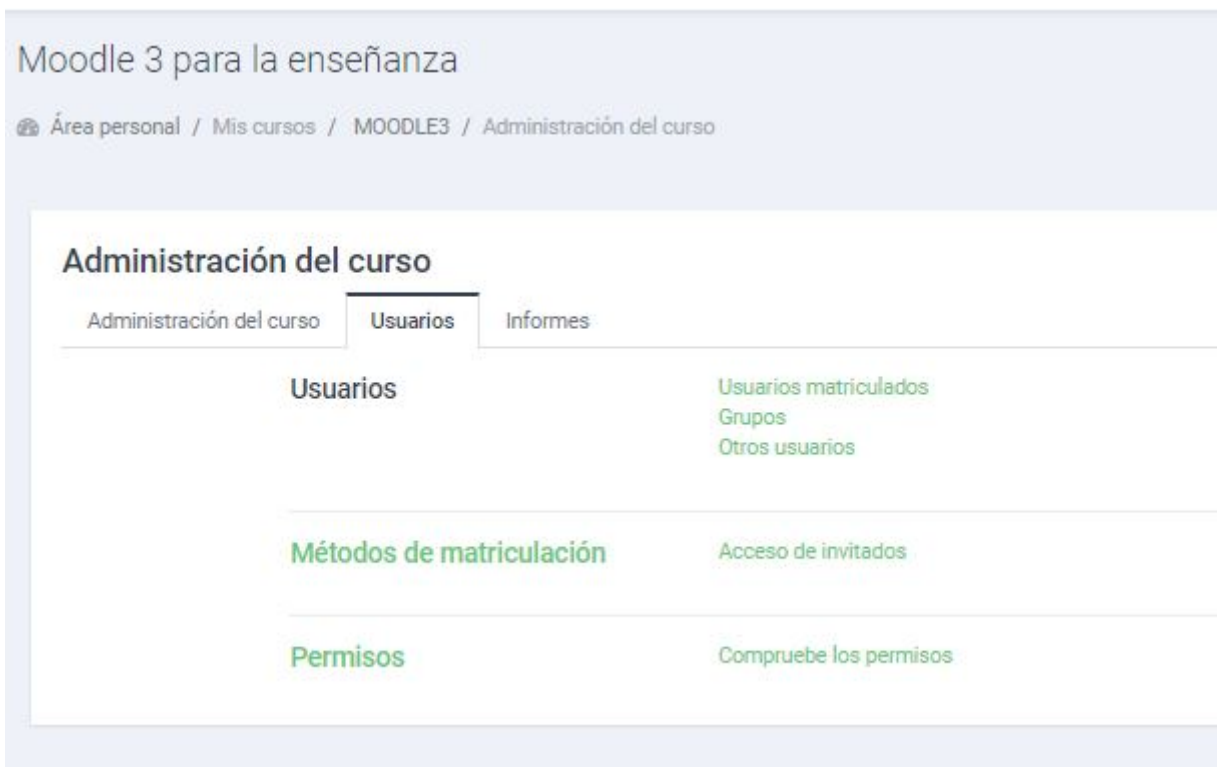 Moodle 3 para la enseñanza
Área personal / Mis cursos / MOODLE3 / Administración del curso
Administración del curso
Administración del curso Usuarios Informes
Usuarios Usuarios matriculados
Grupos
Otros usuarios
Métodos de matriculación Acceso de invitados
Permisos Compruebe los permisos